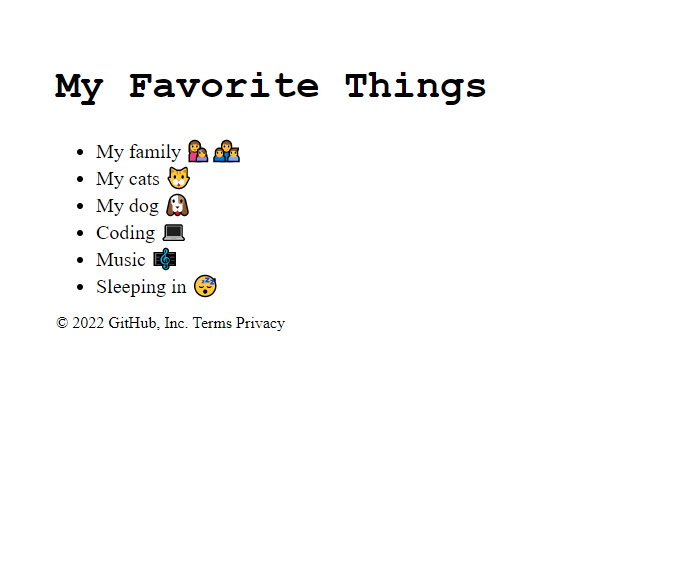 My Favorite Things
• My family 👩‍👧👩‍👦‍👦
• My cats 🐱
• My dog 🐶
• Coding 💻
• Music 🎼
• Sleeping in 😴
© 2022 GitHub, Inc. Terms Privacy